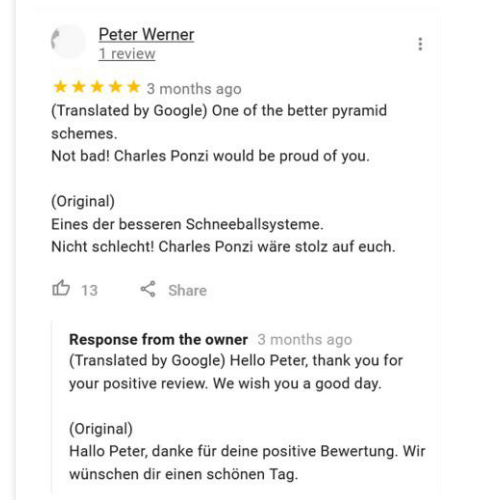 Peter Werner
1 review
3 months ago
(Translated by Google) One of the better pyramid
schemes.
Not bad! Charles Ponzi would be proud of you.
(Original)
Eines der besseren Schneeballsysteme.
Nicht schlecht! Charles Ponzi wäre stolz auf euch.
13 Share
Response from the owner 3 months ago
(Translated by Google) Hello Peter, thank you for
your positive review. We wish you a good day.
(Original)
Hallo Peter, danke für deine positive Bewertung. Wir
wünschen dir einen schönen Tag.